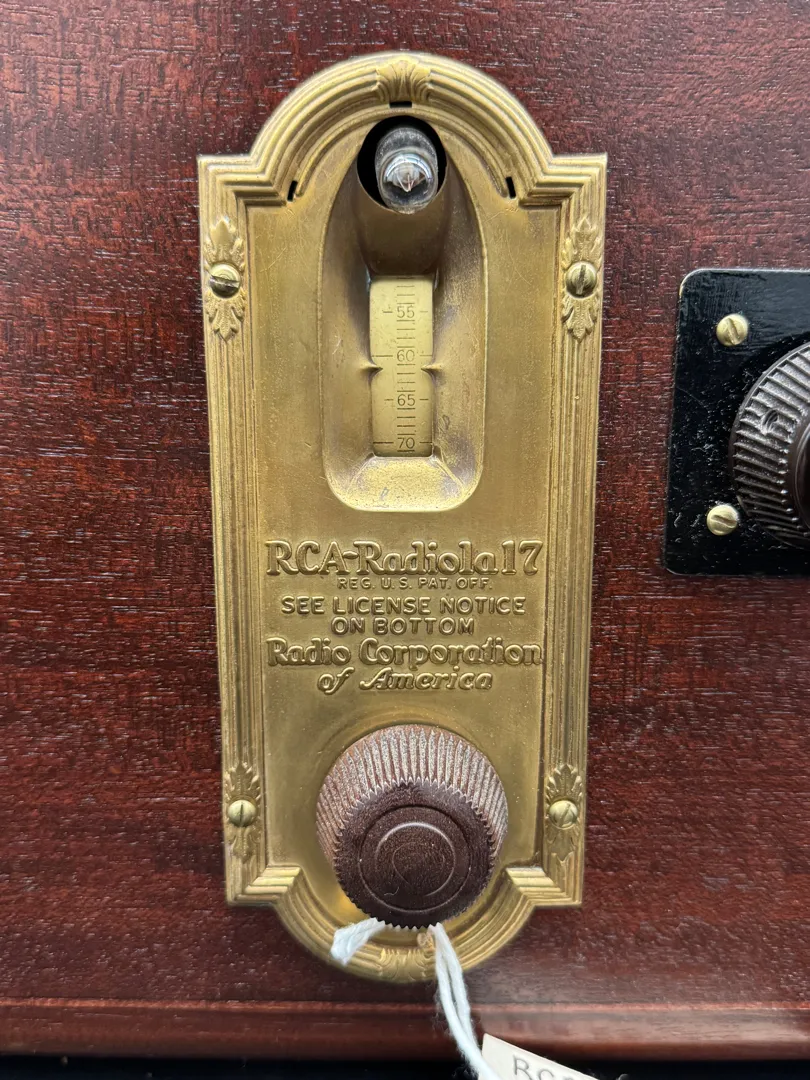 55
60
65
70
RCA-Radiola 17
REG. U.S. PAT. OFF.
SEE LICENSE NOTICE
ON BOTTOM
Radio Corporation
of America